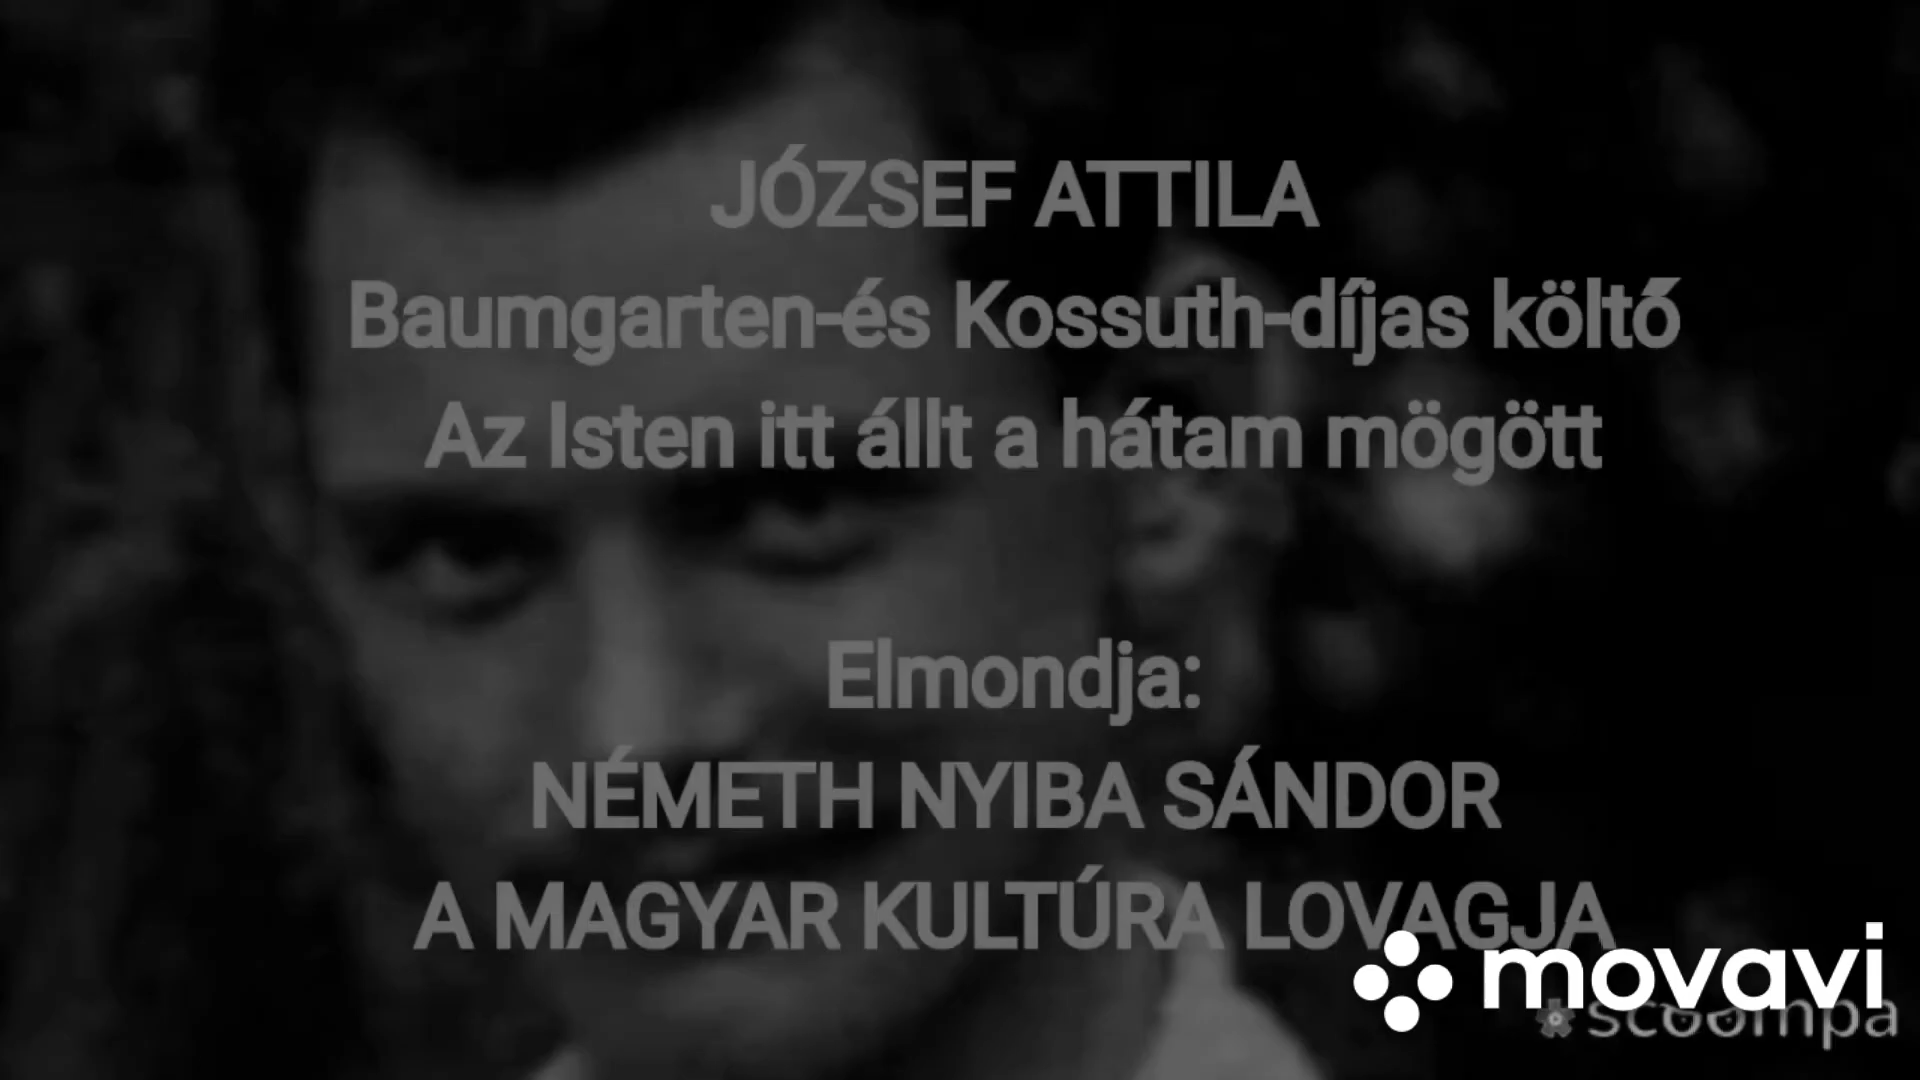 JÓZSEF ATTILA
Baumgarten-és Kossuth-díjas költő
Az Isten itt állt a hátam mögött
Elmondja:
NÉMETH NYIBA SÁNDOR
A MAGYAR KULTÚRA LOVAGJA
movavi
scoompa